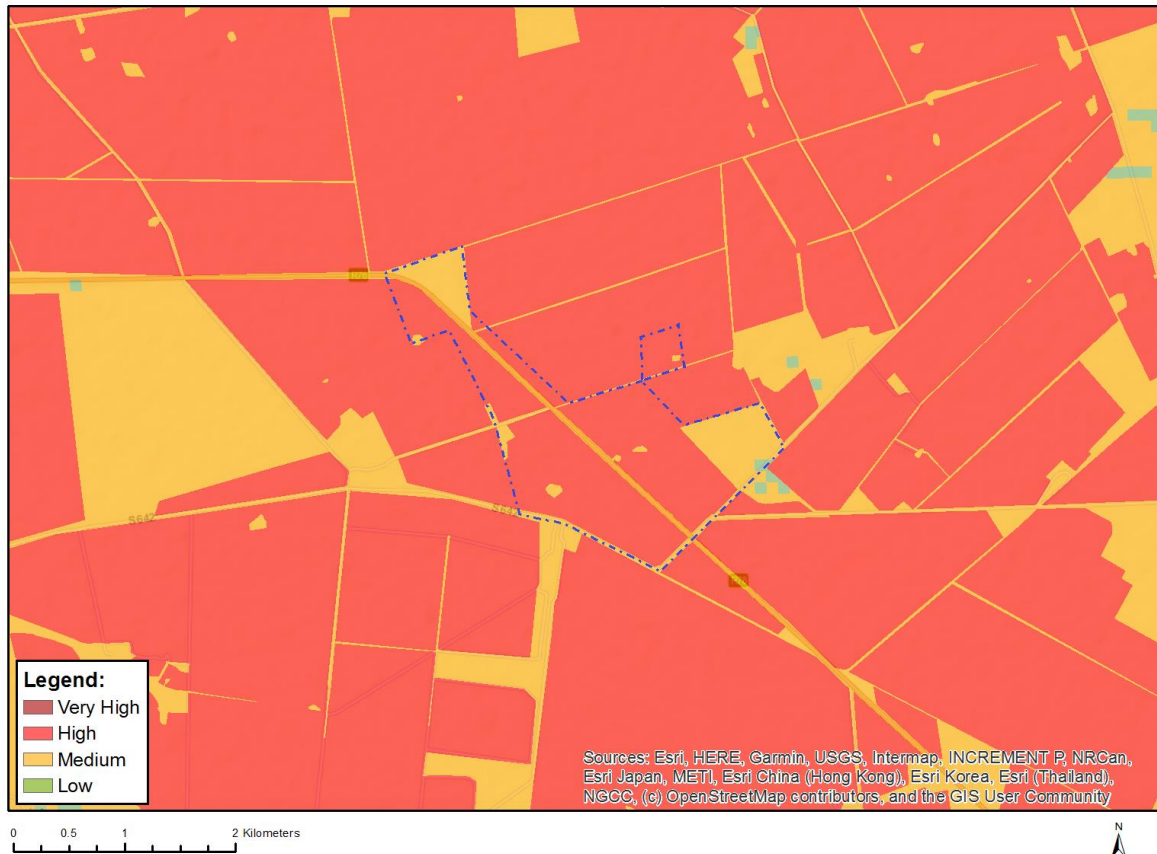 S642
S642
Legend:
Very High
High
Medium
Low
Sources: Esri, HERE, Garmin, USGS, Intermap, INCREMENT P, NRCan,
Esri Japan, METI, Esri China (Hong Kong), Esri Korea, Esri (Thailand),
NGCC, (c) OpenStreetMap contributors, and the GIS User Community
0 0.5 1 2 Kilometers
N